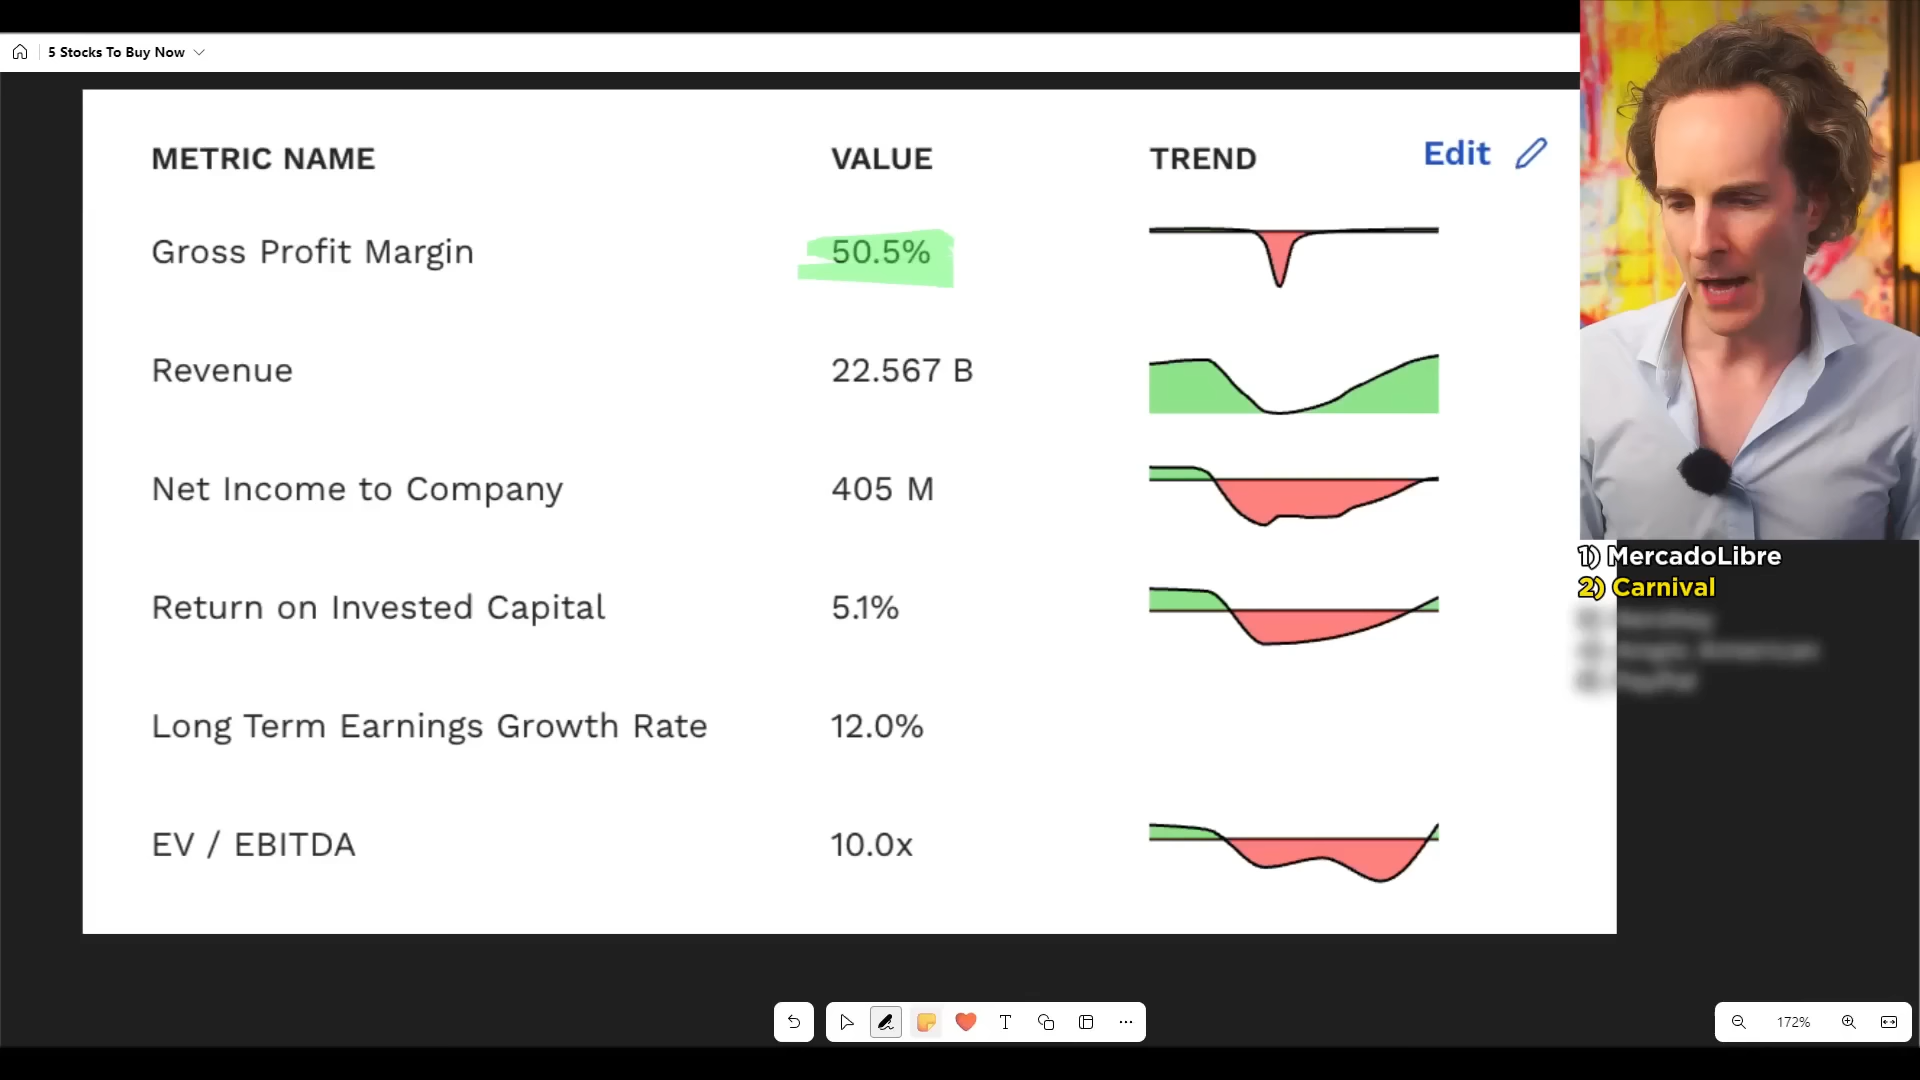 5 Stocks To Buy Now
METRIC NAME VALUE TREND Edit
Gross Profit Margin 50.5%
Revenue 22.567 B
Net Income to Company 405 M
Return on Invested Capital 5.1%
Long Term Earnings Growth Rate 12.0%
EV / EBITDA 10.0x
1) MercadoLibre
2) Carnival
T
172%